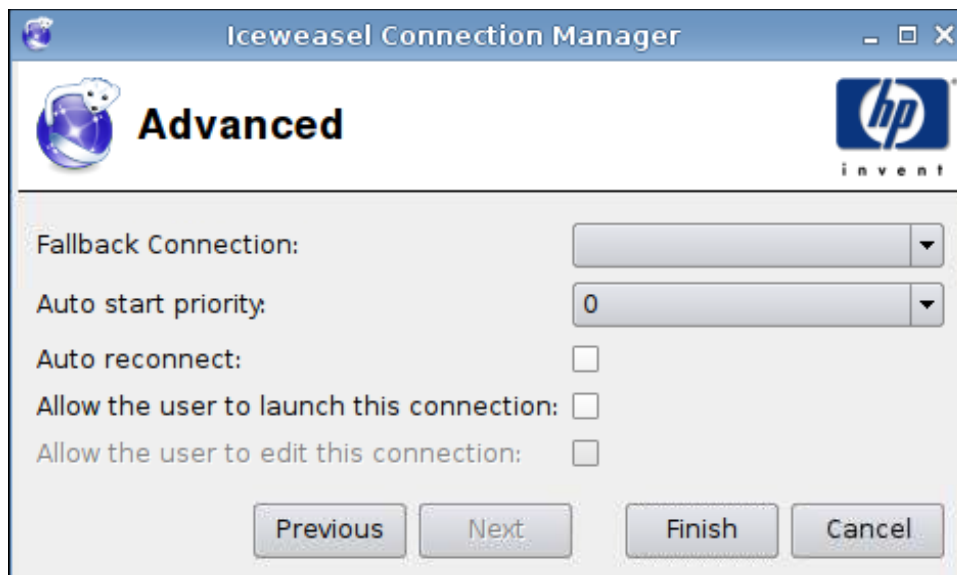 Iceweasel Connection Manager
Advanced
hp
invent
Fallback Connection:
Auto start priority: 0
Auto reconnect:
Allow the user to launch this connection:
Allow the user to edit this connection:
Previous Next Finish Cancel